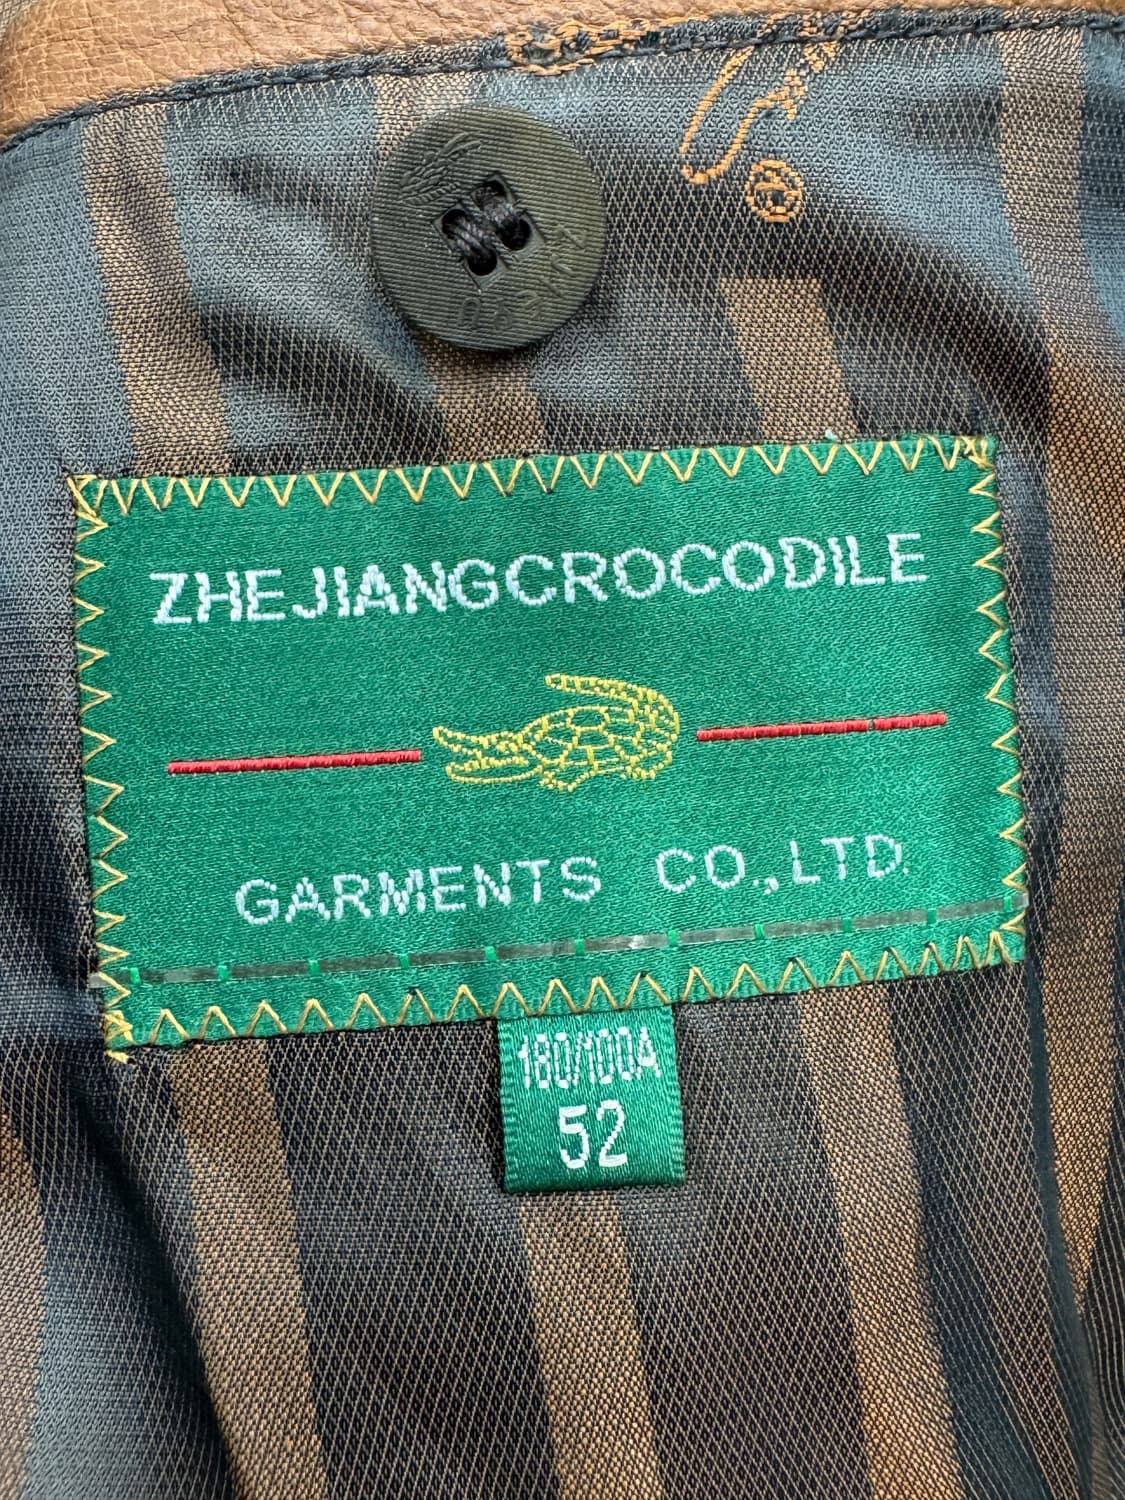 ZHEJIANGCROCODILE
GARMENTS CO., LTD.
180/100A
52